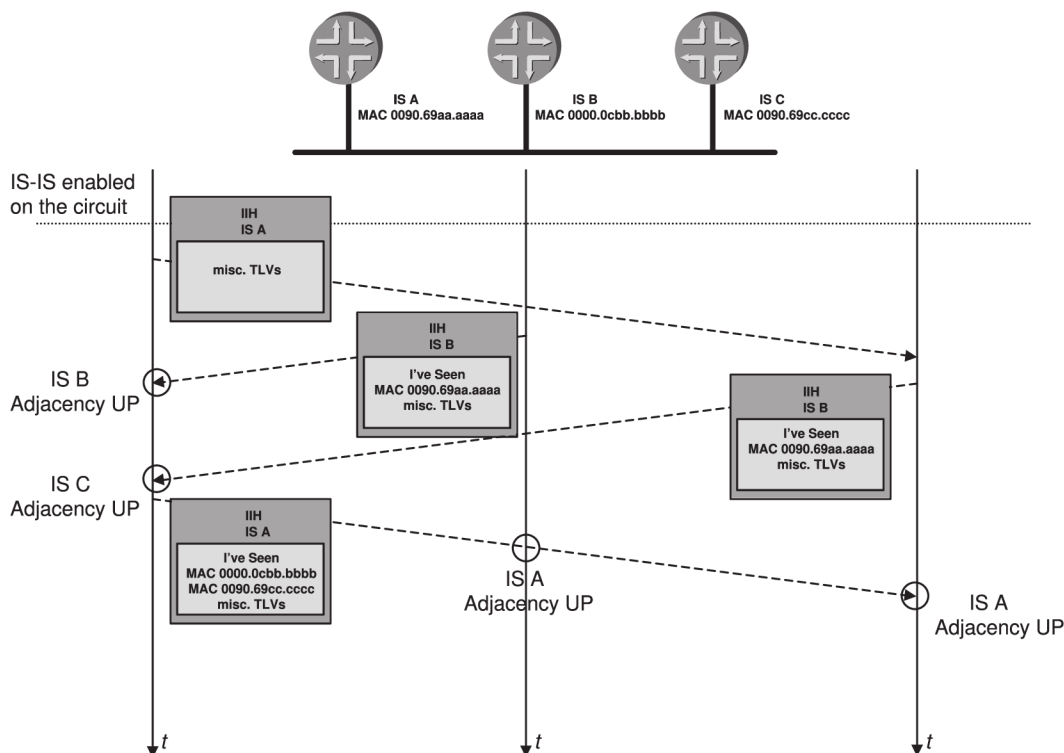 IS A
MAC 0090.69aa.aaaa
IS B
MAC 0000.0cbb.bbbb
IS C
MAC 0090.69cc.cccc
IS-IS enabled
on the circuit
IIH
IS A
misc. TLVs
IIH
IS B
I've Seen
MAC 0090.69aa.aaaa
misc. TLVs
IS B
Adjacency UP
IIH
IS B
I've Seen
MAC 0090.69aa.aaaa
misc. TLVs
IS C
Adjacency UP
IIH
IS A
I've Seen
MAC 0000.0cbb.bbbb
MAC 0090.69cc.cccc
misc. TLVs
IS A
Adjacency UP
IS A
Adjacency UP
t
t
t